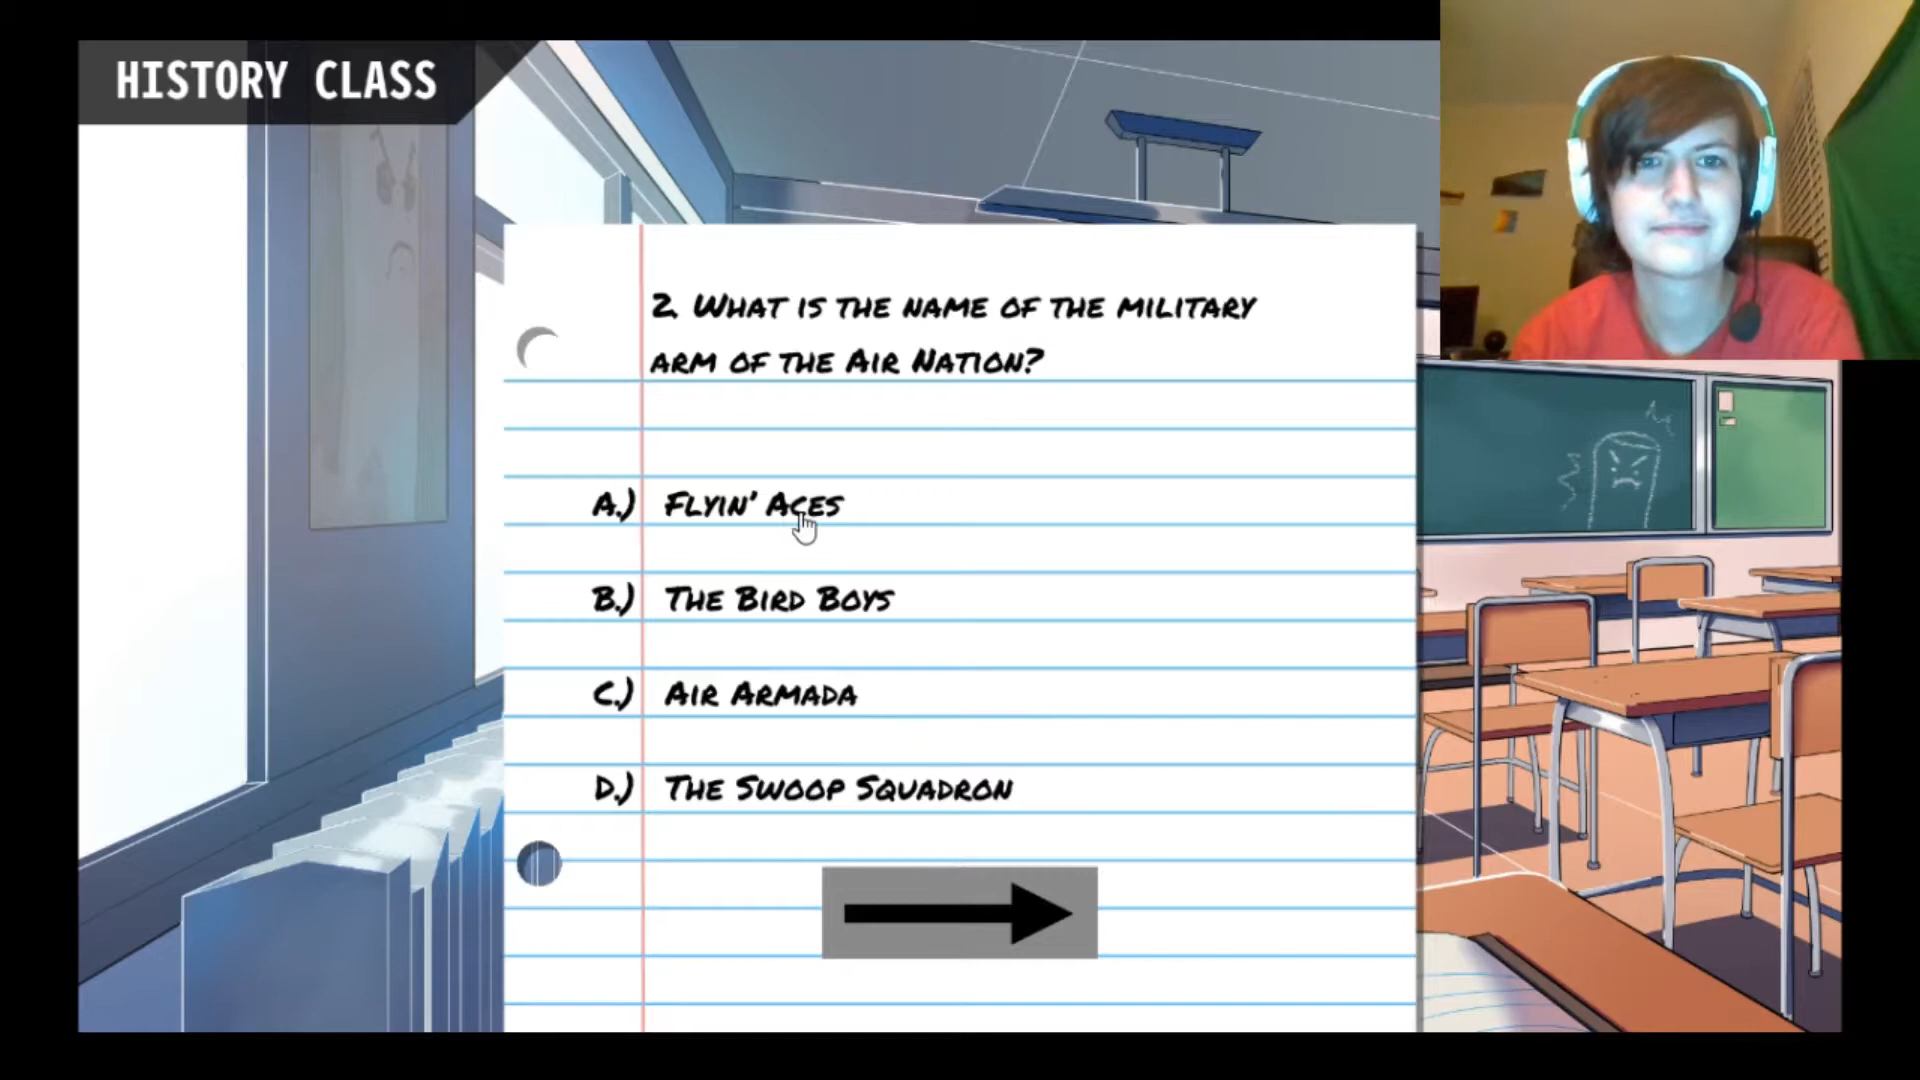 HISTORY CLASS
2. What is the name of the military
arm of the Air Nation?
A.) Flyin' Aces
B.) The Bird Boys
C.) Air Armada
D.) The Swoop Squadron